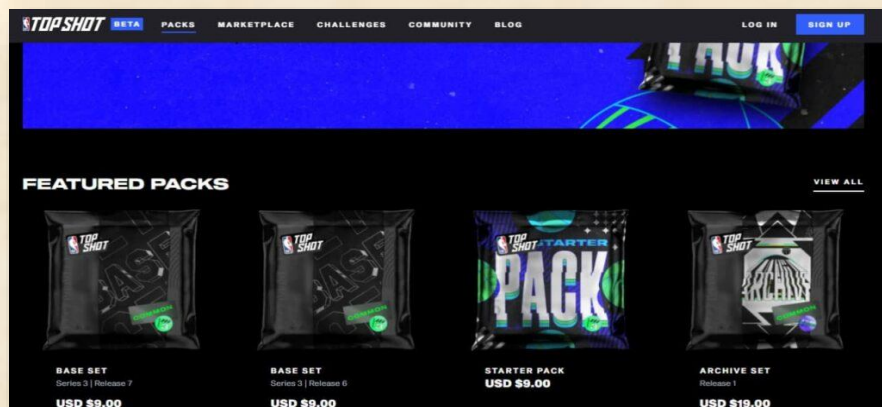 TOP SHOT BETA PACKS MARKETPLACE CHALLENGES COMMUNITY BLOG LOG IN SIGN UP
PACK
FEATURED PACKS VIEW ALL
TOP SHOT BASE COMMON
TOP SHOT BASE COMMON
TOP SHOT STARTER PACK
TOP SHOT ARCHIVE COMMON
BASE SET BASE SET STARTER PACK ARCHIVE SET
Series 3 | Release 7 Series 3 | Release 6 USD $9.00 Release 1
USD $9.00 USD $9.00 USD $19.00